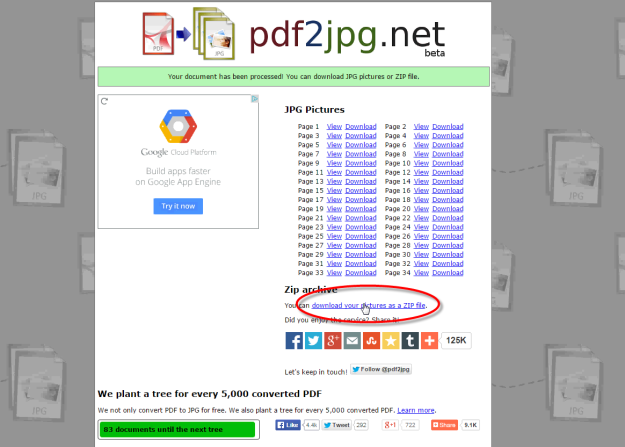 PDF
JPG
pdf2jpg.net
beta
Your document has been processed! You can download JPG pictures or ZIP file.
Google Cloud Platform
Build apps faster
on Google App Engine
Try it now
JPG Pictures
Page 1 View Download Page 2 View Download
Page 3 View Download Page 4 View Download
Page 5 View Download Page 6 View Download
Page 7 View Download Page 8 View Download
Page 9 View Download Page 10 View Download
Page 11 View Download Page 12 View Download
Page 13 View Download Page 14 View Download
Page 15 View Download Page 16 View Download
Page 17 View Download Page 18 View Download
Page 19 View Download Page 20 View Download
Page 21 View Download Page 22 View Download
Page 23 View Download Page 24 View Download
Page 25 View Download Page 26 View Download
Page 27 View Download Page 28 View Download
Page 29 View Download Page 30 View Download
Page 31 View Download Page 32 View Download
Page 33 View Download Page 34 View Download
Zip archive
You can download your pictures as a ZIP file.
Did you enjoy the service? Share it!
125K
Let's keep in touch! Follow @pdf2jpg
We plant a tree for every 5,000 converted PDF
We not only convert PDF to JPG for free. We also plant a tree for every 5,000 converted PDF. Learn more.
83 documents until the next tree
Like 4.4k Tweet 292 +1 722 Share 9.1K
JPG
JPG
JPG
JPG
JPG
JPG